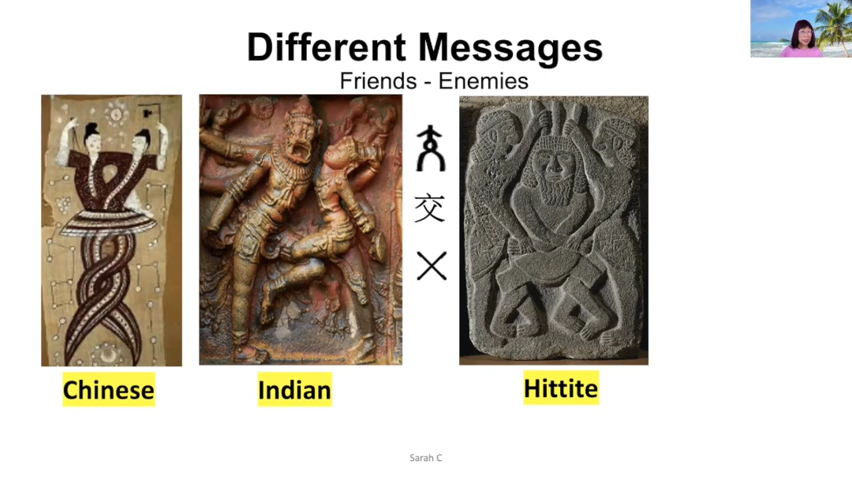 Different Messages
Friends - Enemies
交
Chinese
Indian
Hittite
Sarah C